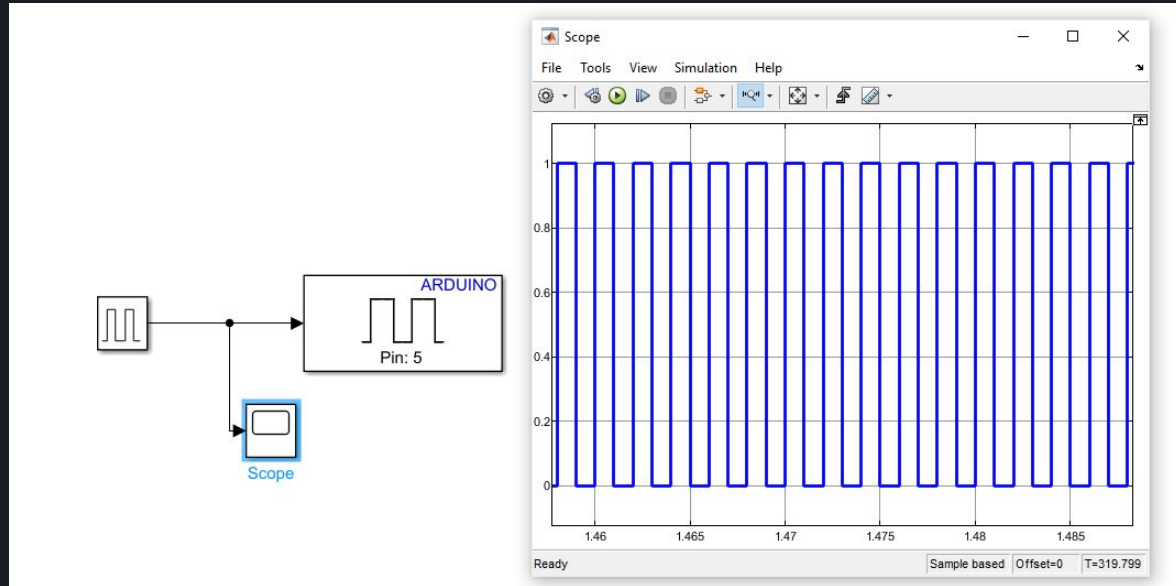 ARDUINO
Pin: 5
Scope
Scope
File Tools View Simulation Help
1
0.8
0.6
0.4
0.2
0
1.46 1.465 1.47 1.475 1.48 1.485
Ready Sample based Offset=0 T=319.799